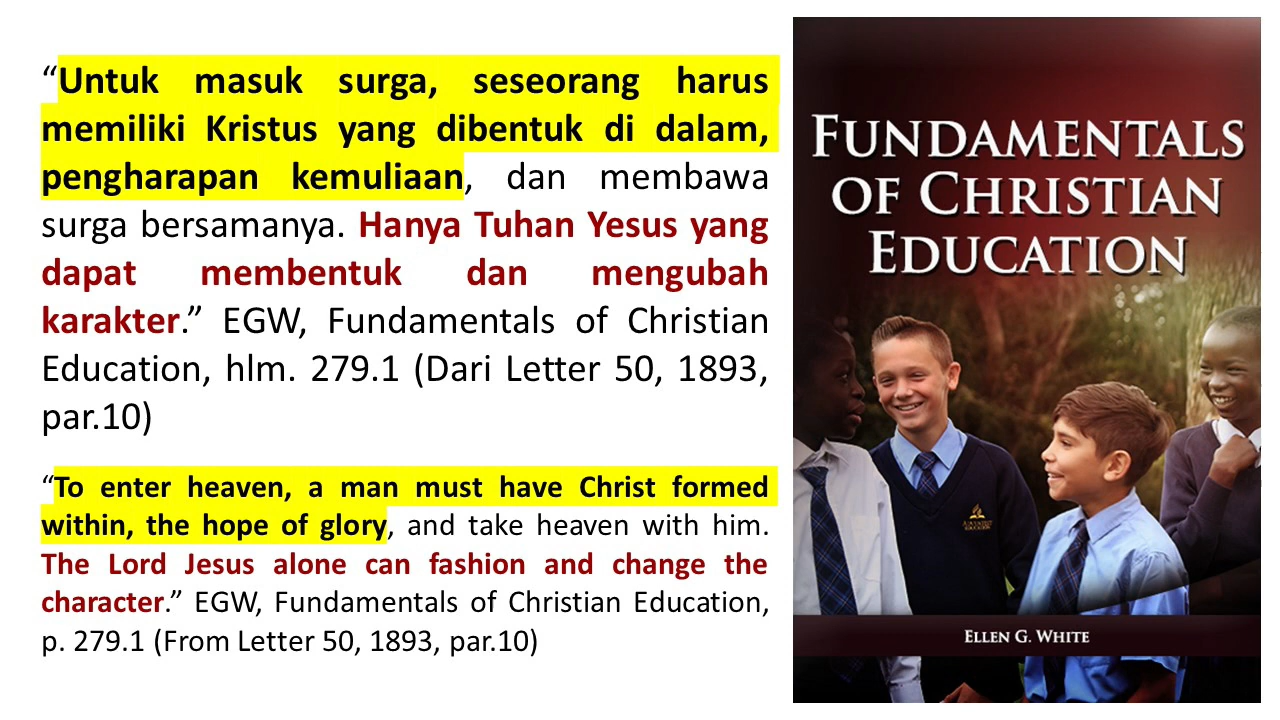 “Untuk masuk surga, seseorang harus
memiliki Kristus yang dibentuk di dalam,
pengharapan kemuliaan, dan membawa
surga bersamanya. Hanya Tuhan Yesus yang
dapat membentuk dan mengubah
karakter.” EGW, Fundamentals of Christian
Education, hlm. 279.1 (Dari Letter 50, 1893,
par.10)
“To enter heaven, a man must have Christ formed
within, the hope of glory, and take heaven with him.
The Lord Jesus alone can fashion and change the
character.” EGW, Fundamentals of Christian Education,
p. 279.1 (From Letter 50, 1893, par.10)
FUNDAMENTALS
OF CHRISTIAN
EDUCATION
ELLEN G. WHITE